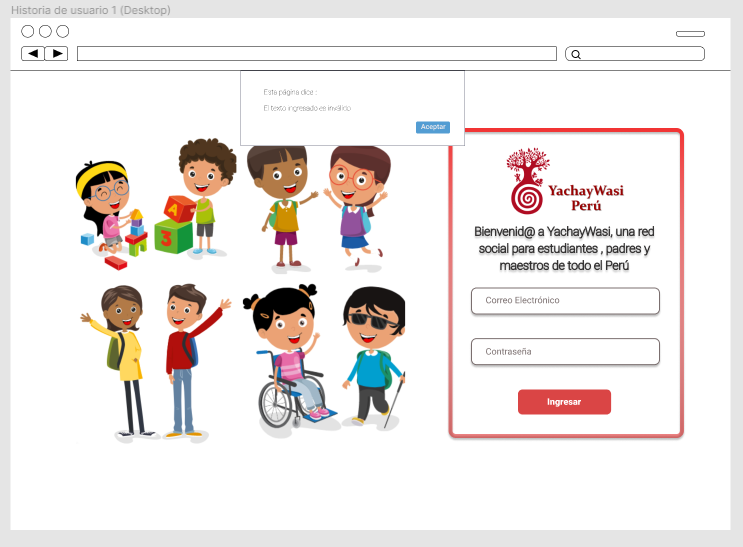 Historia de usuario 1 (Desktop)
Esta página dice :
El texto ingresado es inválido
Aceptar
A
3
YachayWasi
Perú
Bienvenid@ a YachayWasi, una red
social para estudiantes , padres y
maestros de todo el Perú
Correo Electrónico
Contraseña
Ingresar